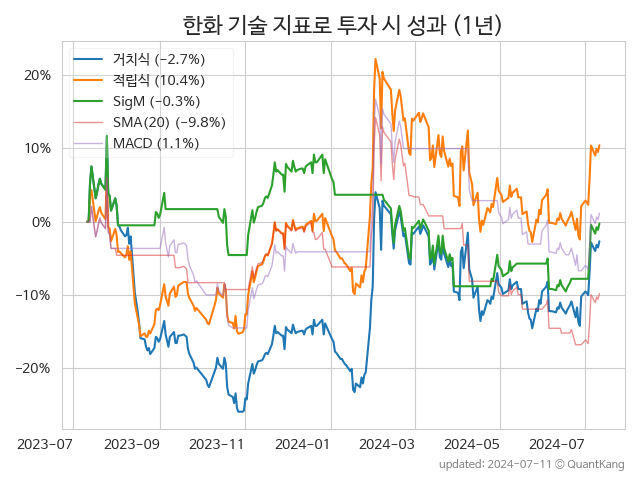 한화 기술 지표로 투자 시 성과 (1년)
거치식 (−2.7%)
적립식 (10.4%)
SigM (−0.3%)
SMA(20) (−9.8%)
MACD (1.1%)
20%
10%
0%
−10%
−20%
2023-07
2023-09
2023-11
2024-01
2024-03
2024-05
2024-07
updated: 2024-07-11 © QuantKang